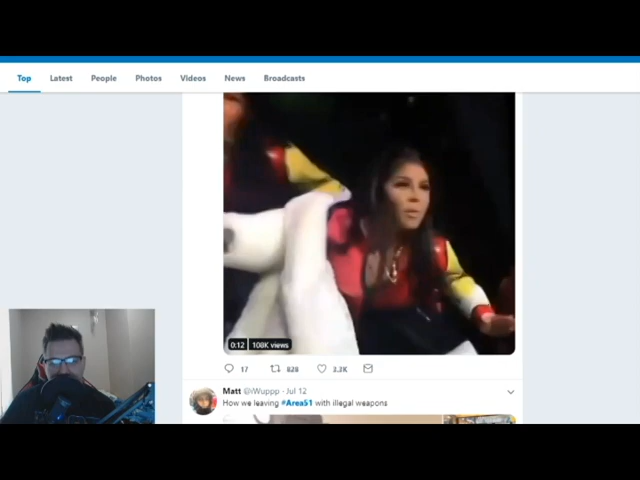 Top Latest People Photos Videos News Broadcasts
0:12 108K views
17 828 3.3K
Matt @iWuppp · Jul 12
How we leaving #Area51 with illegal weapons